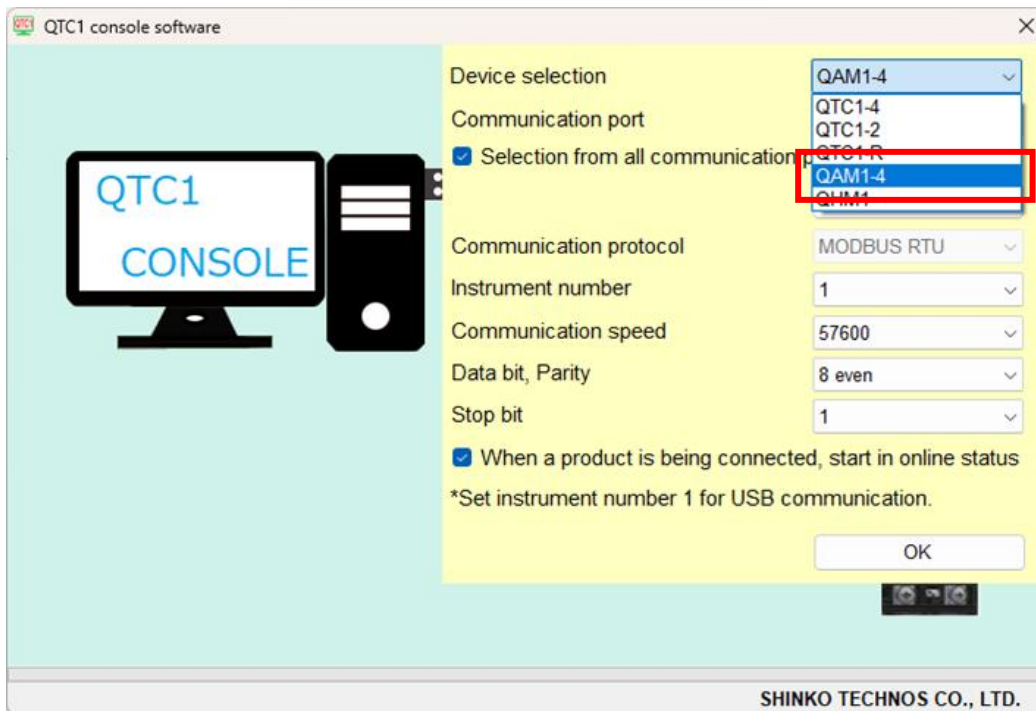 QTC1 console software
Device selection
QAM1-4
QTC1-4
QTC1-2
QTC1-R
QAM1-4
QHM1
Communication port
Selection from all communication
QTC1
CONSOLE
Communication protocol
MODBUS RTU
Instrument number
1
Communication speed
57600
Data bit, Parity
8 even
Stop bit
1
When a product is being connected, start in online status
*Set instrument number 1 for USB communication.
OK
SHINKO TECHNOS CO., LTD.